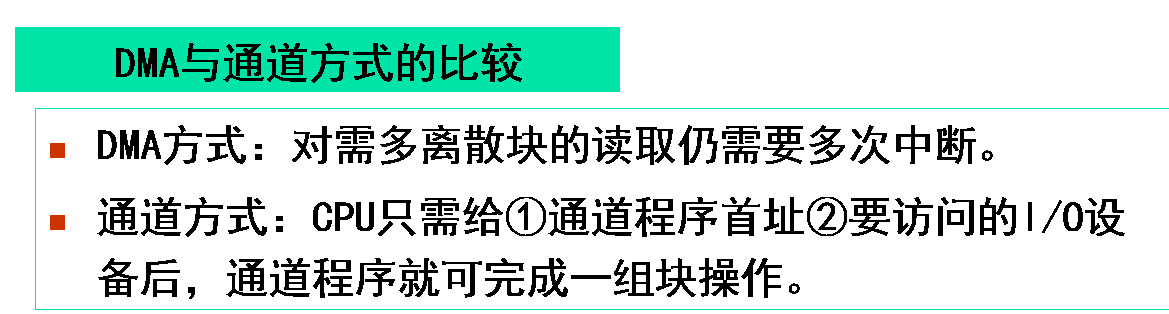 DMA与通道方式的比较
DMA方式：对需多离散块的读取仍需要多次中断。
通道方式：CPU只需给①通道程序首址②要访问的I/O设
备后，通道程序就可完成一组块操作。